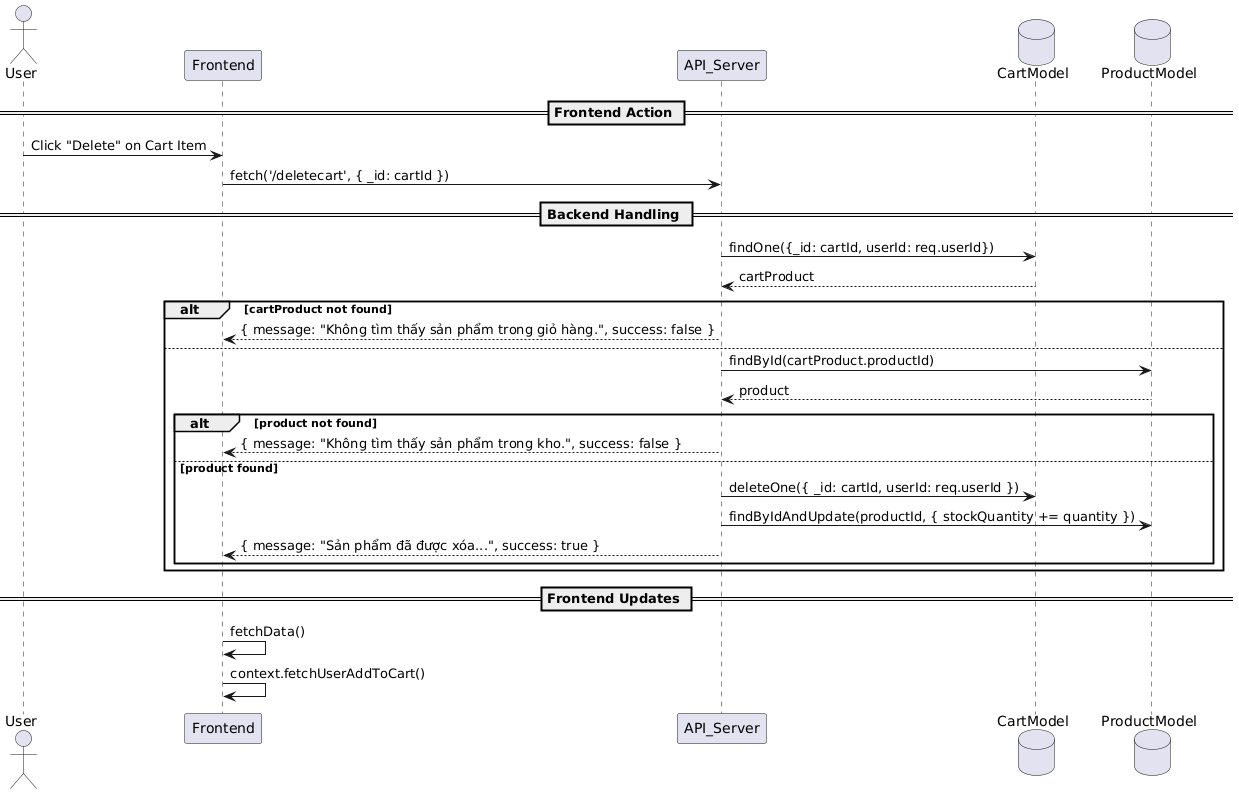 User
Frontend
API_Server
CartModel
ProductModel
Frontend Action
Click "Delete" on Cart Item
fetch('/deletecart', { _id: cartId })
Backend Handling
findOne({_id: cartId, userId: req.userId})
cartProduct
alt [cartProduct not found]
{ message: "Không tìm thấy sản phẩm trong giỏ hàng.", success: false }
findById(cartProduct.productId)
product
alt [product not found]
{ message: "Không tìm thấy sản phẩm trong kho.", success: false }
[product found]
deleteOne({ _id: cartId, userId: req.userId })
findByIdAndUpdate(productId, { stockQuantity += quantity })
{ message: "Sản phẩm đã được xóa...", success: true }
Frontend Updates
fetchData()
context.fetchUserAddToCart()
User
Frontend
API_Server
CartModel
ProductModel